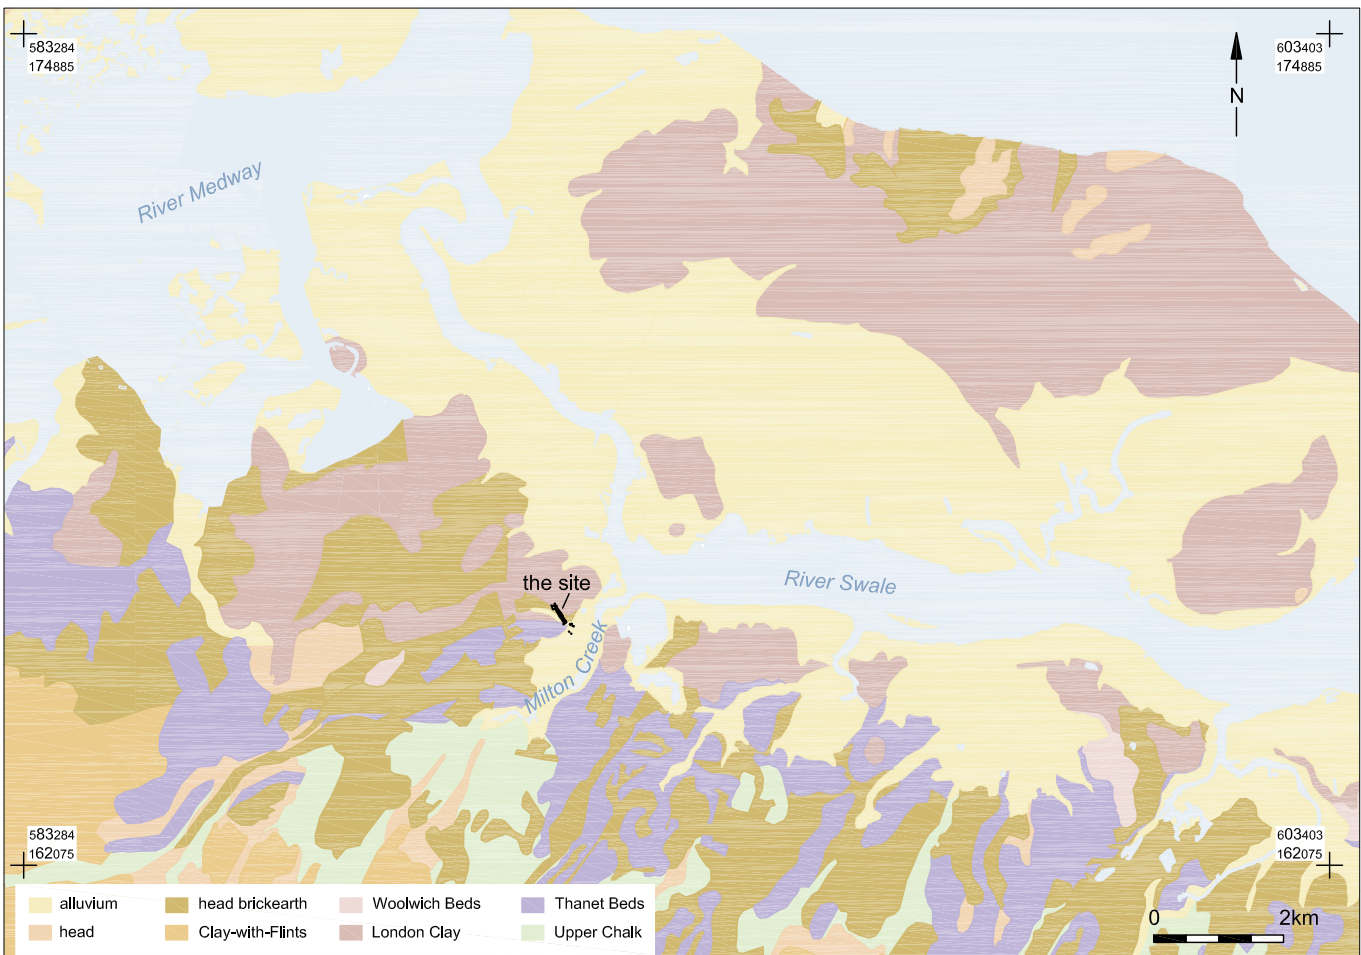 583284
174885
603403
174885
N
River Medway
the site
River Swale
Milton Creek
583284
162075
603403
162075
alluvium
head brickearth
Woolwich Beds
Thanet Beds
head
Clay-with-Flints
London Clay
Upper Chalk
0 2km